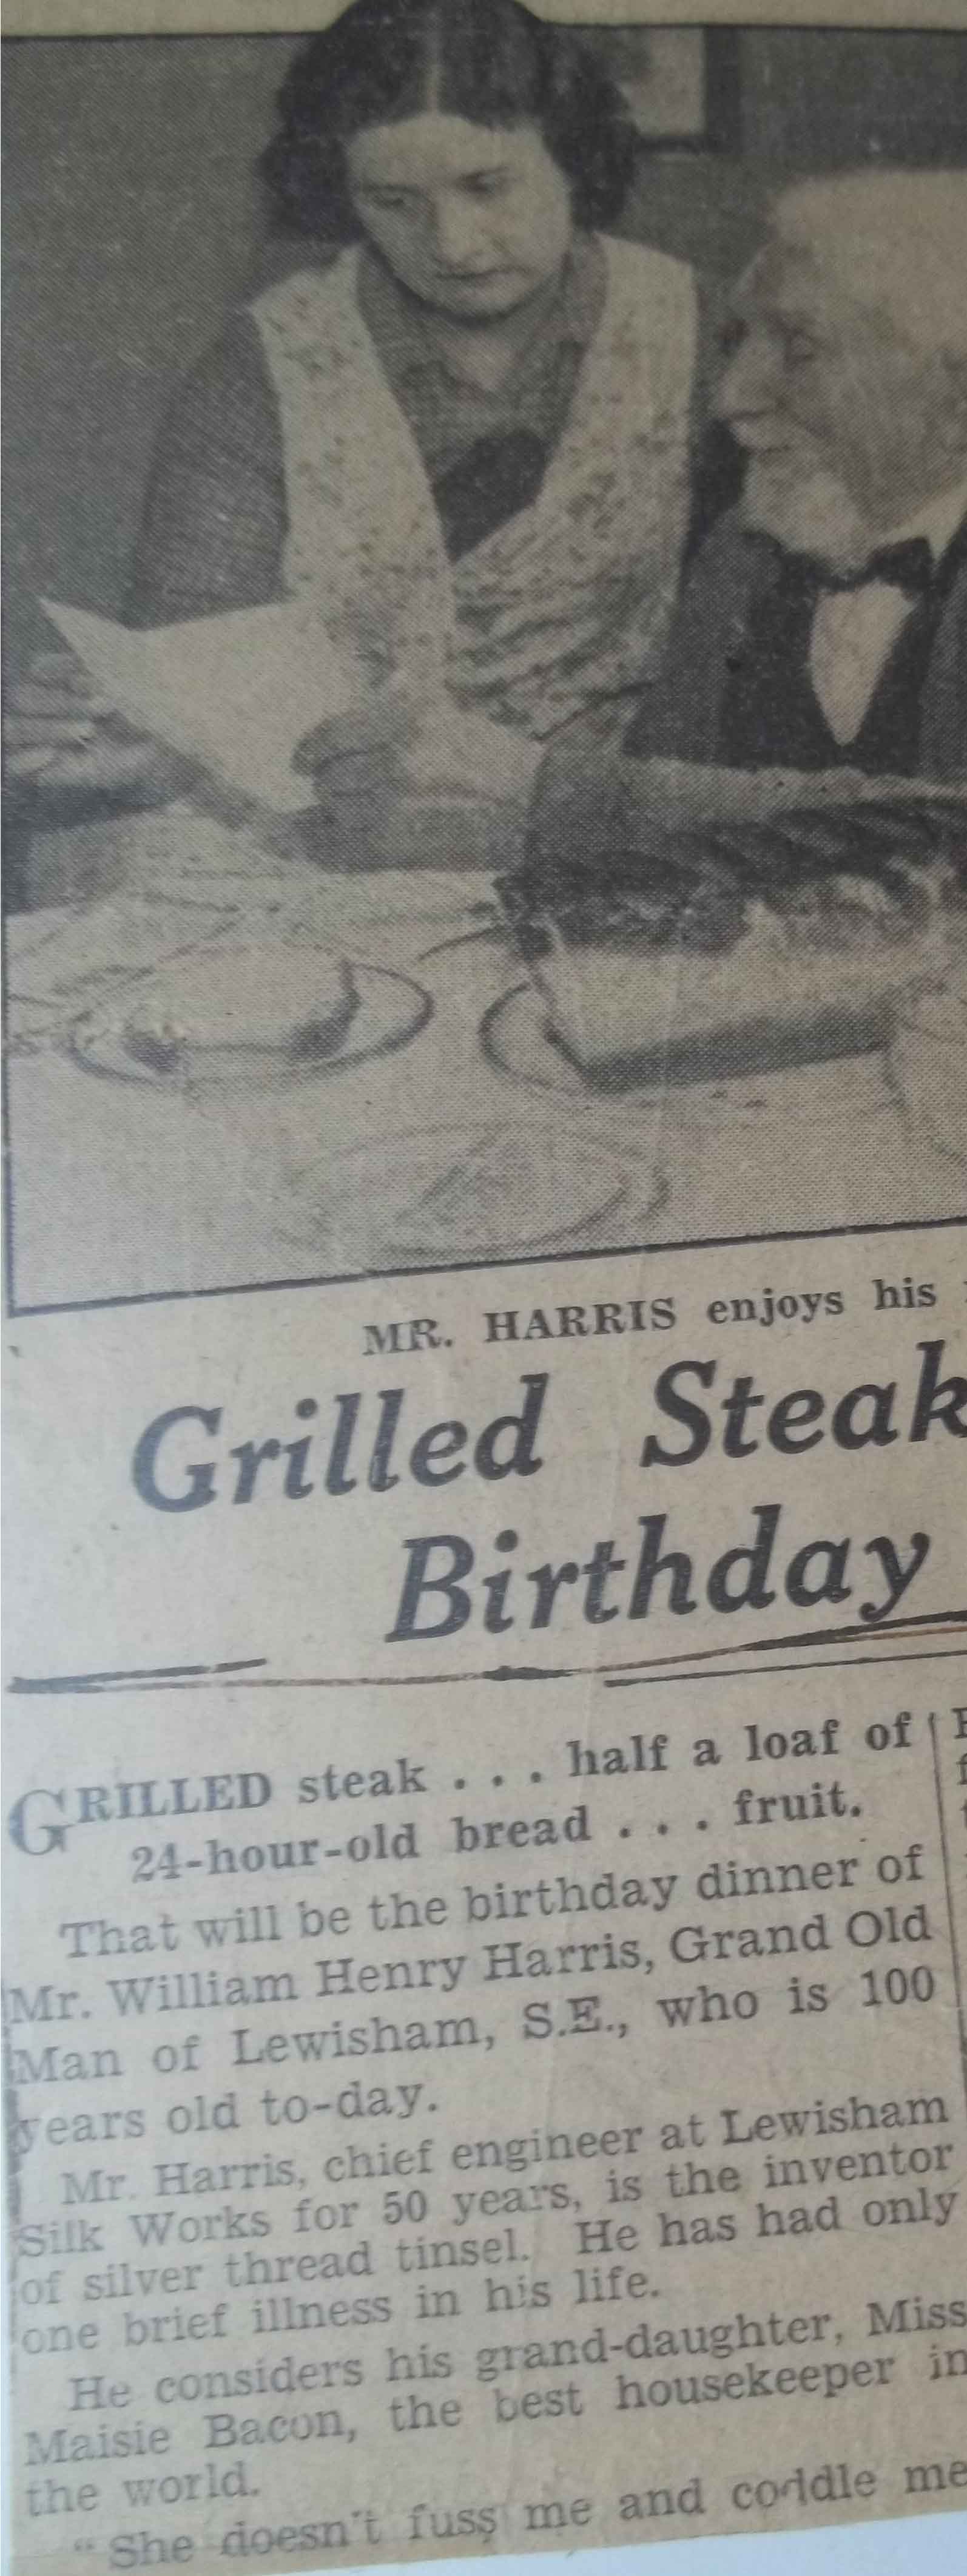 MR. HARRIS enjoys his
Grilled Steak
Birthday
GRILLED steak . . . half a loaf of
24-hour-old bread . . . fruit.
That will be the birthday dinner of
Mr. William Henry Harris, Grand Old
Man of Lewisham, S.E., who is 100
years old to-day.
Mr. Harris, chief engineer at Lewisham
Silk Works for 50 years, is the inventor
of silver thread tinsel. He has had only
one brief illness in his life.
He considers his grand-daughter, Miss
Maisie Bacon, the best housekeeper in
the world.
"She doesn't fuss me and coddle me